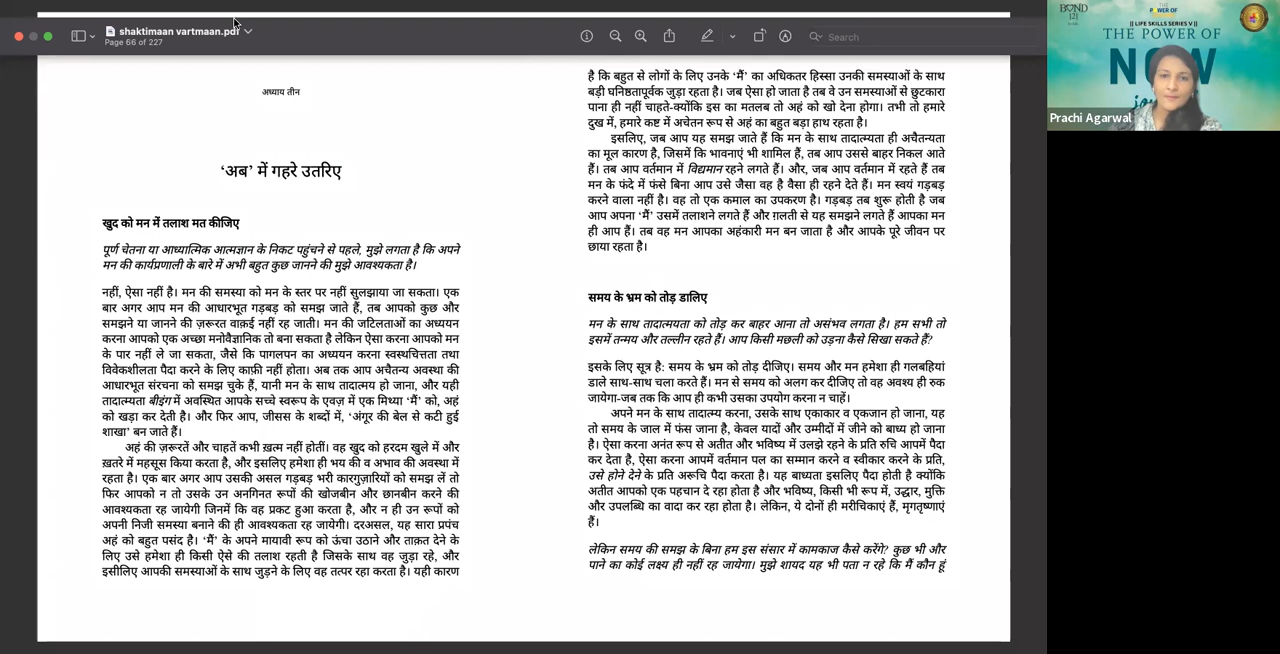 shaktimaan vartmaan.pdf
Page 66 of 227
Search
अध्याय तीन
‘अब’ में गहरे उतरिए
खुद को मन में तलाश मत कीजिए
पूर्ण चेतना या आध्यात्मिक आत्मज्ञान के निकट पहुंचने से पहले, मुझे लगता है कि अपने
मन की कार्यप्रणाली के बारे में अभी बहुत कुछ जानने की मुझे आवश्यकता है।
नहीं, ऐसा नहीं है। मन की समस्या को मन के स्तर पर नहीं सुलझाया जा सकता। एक
बार अगर आप मन की आधारभूत गड़बड़ को समझ जाते हैं, तब आपको कुछ और
समझने या जानने की ज़रूरत वाक़ई नहीं रह जाती। मन की जटिलताओं का अध्ययन
करना आपको एक अच्छा मनोवैज्ञानिक तो बना सकता है लेकिन ऐसा करना आपको मन
के पार नहीं ले जा सकता, जैसे कि पागलपन का अध्ययन करना स्वस्थचित्तता तथा
विवेकशीलता पैदा करने के लिए काफ़ी नहीं होता। अब तक आप अचैतन्य अवस्था की
आधारभूत संरचना को समझ चुके हैं, यानी मन के साथ तादात्मय हो जाना, और यही
तादात्मयता बीइंग में अवस्थित आपके सच्चे स्वरूप के एवज़ में एक मिथ्या ‘मैं’ को, अहं
को खड़ा कर देती है। और फिर आप, जीसस के शब्दों में, ‘अंगूर की बेल से कटी हुई
शाखा’ बन जाते हैं।
अहं की ज़रूरतें और चाहतें कभी ख़त्म नहीं होतीं। वह खुद को हरदम खुले में और
ख़तरे में महसूस किया करता है, और इसलिए हमेशा ही भय की व अभाव की अवस्था में
रहता है। एक बार अगर आप उसकी असल गड़बड़ भरी कारगुज़ारियों को समझ लें तो
फिर आपको न तो उसके उन अनगिनत रूपों की खोजबीन और छानबीन करने की
आवश्यकता रह जायेगी जिनमें कि वह प्रकट हुआ करता है, और न ही उन रूपों को
अपनी निजी समस्या बनाने की ही आवश्यकता रह जायेगी। दरअसल, यह सारा प्रपंच
अहं को बहुत पसंद है। ‘मैं’ के अपने मायावी रूप को ऊंचा उठाने और ताक़त देने के
लिए उसे हमेशा ही किसी ऐसे की तलाश रहती है जिसके साथ वह जुड़ा रहे, और
इसीलिए आपकी समस्याओं के साथ जुड़ने के लिए वह तत्पर रहा करता है। यही कारण
है कि बहुत से लोगों के लिए उनके ‘मैं’ का अधिकतर हिस्सा उनकी समस्याओं के साथ
बड़ी घनिष्ठतापूर्वक जुड़ा रहता है। जब ऐसा हो जाता है तब वे उन समस्याओं से छुटकारा
पाना ही नहीं चाहते-क्योंकि इस का मतलब तो अहं को खो देना होगा। तभी तो हमारे
दुख में, हमारे कष्ट में अचेतन रूप से अहं का बहुत बड़ा हाथ रहता है।
इसलिए, जब आप यह समझ जाते हैं कि मन के साथ तादात्मयता ही अचैतन्यता
का मूल कारण है, जिसमें कि भावनाएं भी शामिल हैं, तब आप उससे बाहर निकल आते
हैं। तब आप वर्तमान में विद्यमान रहने लगते हैं। और, जब आप वर्तमान में रहते हैं तब
मन के फंदे में फंसे बिना आप उसे जैसा वह है वैसा ही रहने देते हैं। मन स्वयं गड़बड़
करने वाला नहीं है। वह तो एक कमाल का उपकरण है। गड़बड़ तब शुरू होती है जब
आप अपना ‘मैं’ उसमें तलाशने लगते हैं और ग़लती से यह समझने लगते हैं आपका मन
ही आप हैं। तब वह मन आपका अहंकारी मन बन जाता है और आपके पूरे जीवन पर
छाया रहता है।
समय के भ्रम को तोड़ डालिए
मन के साथ तादात्मयता को तोड़ कर बाहर आना तो असंभव लगता है। हम सभी तो
इसमें तन्मय और तल्लीन रहते हैं। आप किसी मछली को उड़ना कैसे सिखा सकते हैं?
इसके लिए सूत्र है: समय के भ्रम को तोड़ दीजिए। समय और मन हमेशा ही गलबहियां
डाले साथ-साथ चला करते हैं। मन से समय को अलग कर दीजिए तो वह अवश्य ही रुक
जायेगा-जब तक कि आप ही कभी उसका उपयोग करना न चाहें।
अपने मन के साथ तादात्म्य करना, उसके साथ एकाकार व एकजान हो जाना, यह
तो समय के जाल में फंस जाना है, केवल यादों और उम्मीदों में जीने को बाध्य हो जाना
है। ऐसा करना अनंत रूप से अतीत और भविष्य में उलझे रहने के प्रति रुचि आपमें पैदा
कर देता है, ऐसा करना आपमें वर्तमान पल का सम्मान करने व स्वीकार करने के प्रति,
उसे होने देने के प्रति अरूचि पैदा करता है। यह बाध्यता इसलिए पैदा होती है क्योंकि
अतीत आपको एक पहचान दे रहा होता है और भविष्य, किसी भी रूप में, उद्धार, मुक्ति
और उपलब्धि का वादा कर रहा होता है। लेकिन, ये दोनों ही मरीचिकाएं हैं, मृगतृष्णाएं
हैं।
लेकिन समय की समझ के बिना हम इस संसार में कामकाज कैसे करेंगे? कुछ भी और
पाने का कोई लक्ष्य ही नहीं रह जायेगा। मुझे शायद यह भी पता न रहे कि मैं कौन हूं
BOND
121
THE POWER OF
|| LIFE SKILLS SERIES V ||
THE POWER OF
Prachi Agarwal